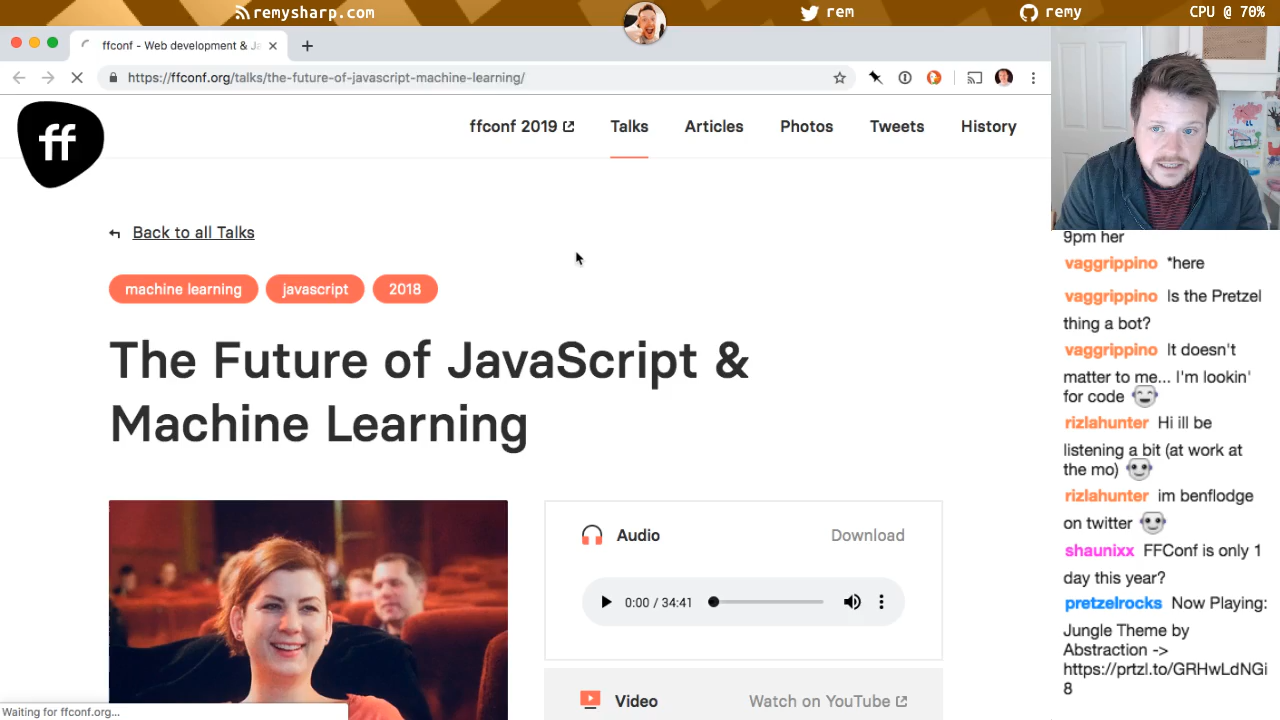 remysharp.com
rem
remy
CPU @ 70%
ffconf - Web development & Ja
https://ffconf.org/talks/the-future-of-javascript-machine-learning/
ff
ffconf 2019
Talks
Articles
Photos
Tweets
History
Back to all Talks
machine learning
javascript
2018
The Future of JavaScript &
Machine Learning
Audio
Download
0:00 / 34:41
Video
Watch on YouTube
Waiting for ffconf.org...
9pm her
vaggrippino *here
vaggrippino Is the Pretzel
thing a bot?
vaggrippino It doesn't
matter to me... I'm lookin'
for code
rizlahunter Hi ill be
listening a bit (at work at
the mo)
rizlahunter im benflodge
on twitter
shaunixx FFConf is only 1
day this year?
pretzelrocks Now Playing:
Jungle Theme by
Abstraction ->
https://prtzl.to/GRHwLdNGi
8